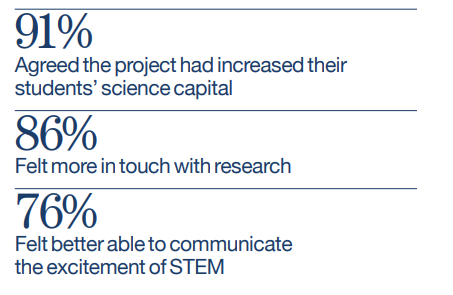 91%
Agreed the project had increased their
students’ science capital
86%
Felt more in touch with research
76%
Felt better able to communicate
the excitement of STEM